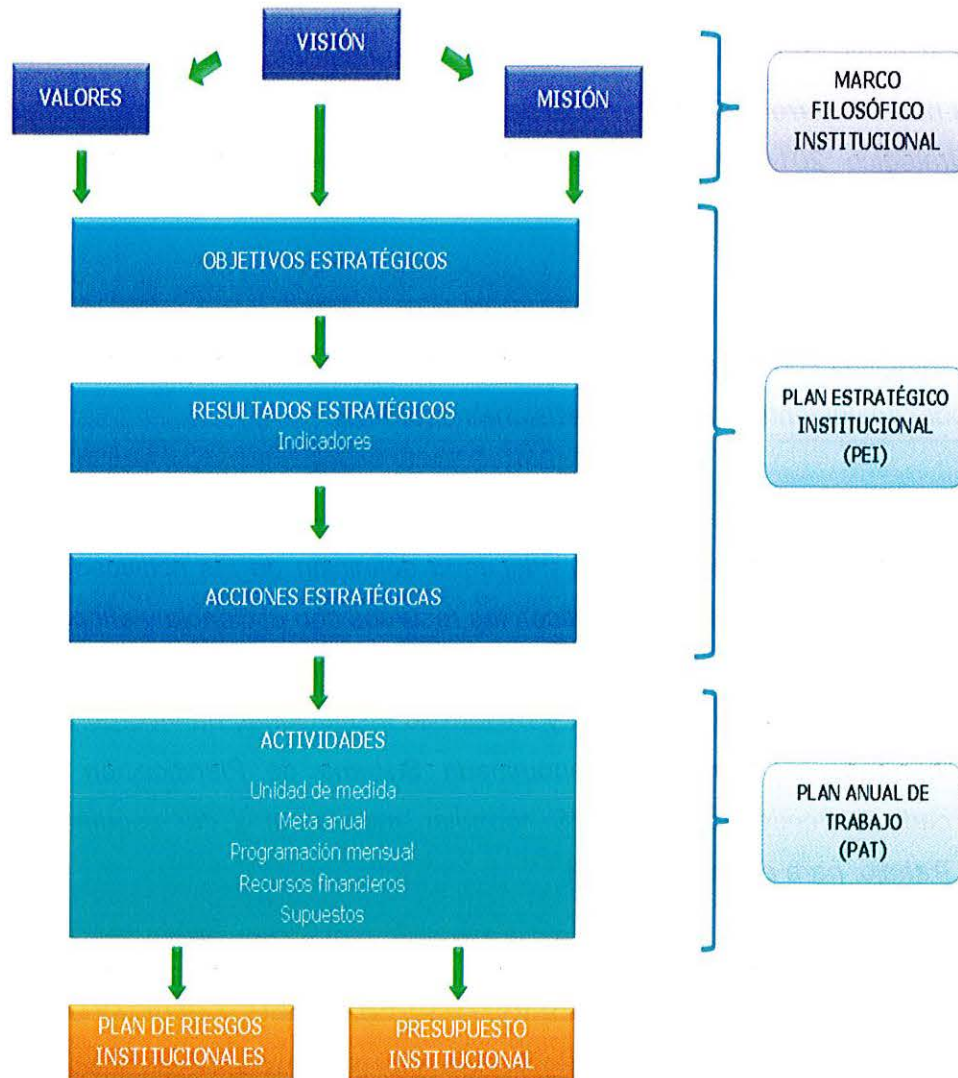 VISIÓN
VALORES
MISIÓN
MARCO
FILOSÓFICO
INSTITUCIONAL
OBJETIVOS ESTRATÉGICOS
RESULTADOS ESTRATÉGICOS
Indicadores
PLAN ESTRATÉGICO
INSTITUCIONAL
(PEI)
ACCIONES ESTRATÉGICAS
ACTIVIDADES
Unidad de medida
Meta anual
Programación mensual
Recursos financieros
Supuestos
PLAN ANUAL DE
TRABAJO
(PAT)
PLAN DE RIESGOS
INSTITUCIONALES
PRESUPUESTO
INSTITUCIONAL